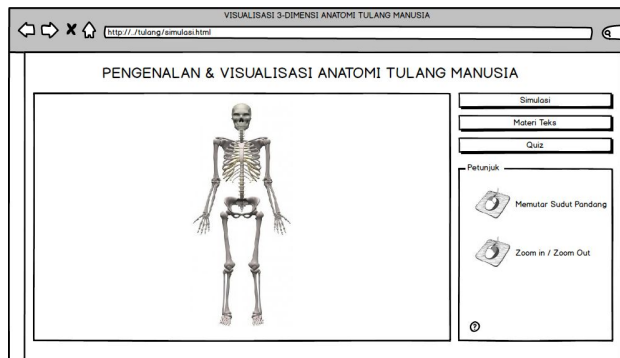 VISUALISASI 3-DIMENSI ANATOMI TULANG MANUSIA
http://./tulang/simulasi.html
PENGENALAN & VISUALISASI ANATOMI TULANG MANUSIA
Simulasi
Materi Teks
Quiz
Petunjuk
Memutar Sudut Pandang
Zoom in / Zoom Out
?